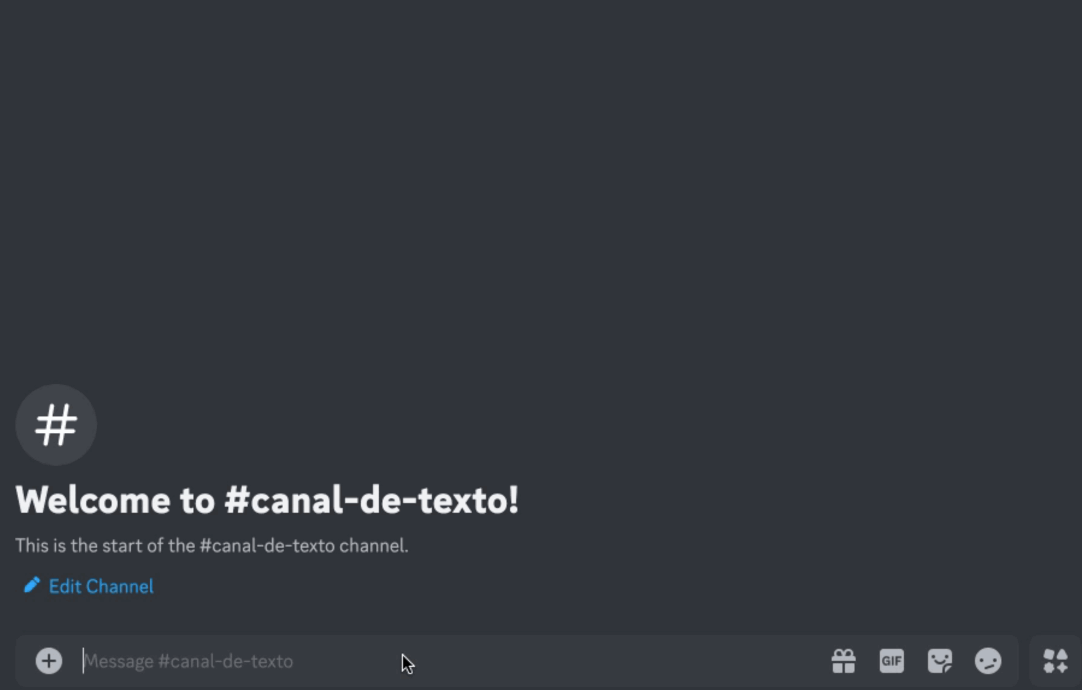 #
Welcome to #canal-de-texto!
This is the start of the #canal-de-texto channel.
Edit Channel
Message #canal-de-texto
GIF